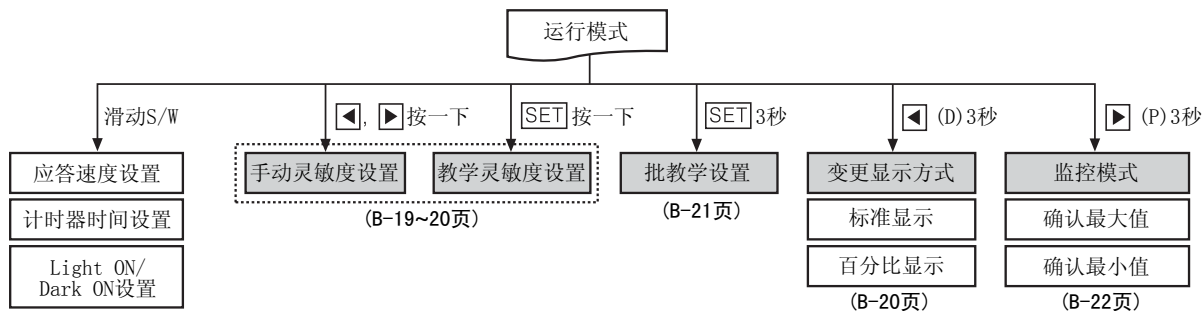 运行模式
滑动S/W
◀, ▶按一下
SET按一下
SET 3秒
◀ (D)3秒
▶ (P)3秒
应答速度设置
手动灵敏度设置
教学灵敏度设置
批教学设置
变更显示方式
监控模式
(B-19~20页)
(B-21页)
计时器时间设置
标准显示
确认最大值
Light ON/
Dark ON设置
百分比显示
确认最小值
(B-20页)
(B-22页)